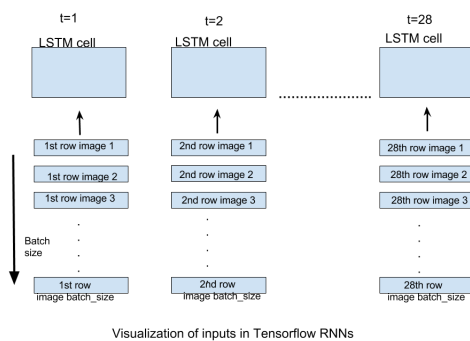 t=1
t=2
t=28
LSTM cell
LSTM cell
LSTM cell
1st row image 1
2nd row image 1
28th row image 1
1st row image 2
2nd row image 2
28th row image 2
1st row image 3
2nd row image 3
28th row image 3
Batch
size
1st row
image batch_size
2nd row
image batch_size
28th row
image batch_size
Visualization of inputs in Tensorflow RNNs